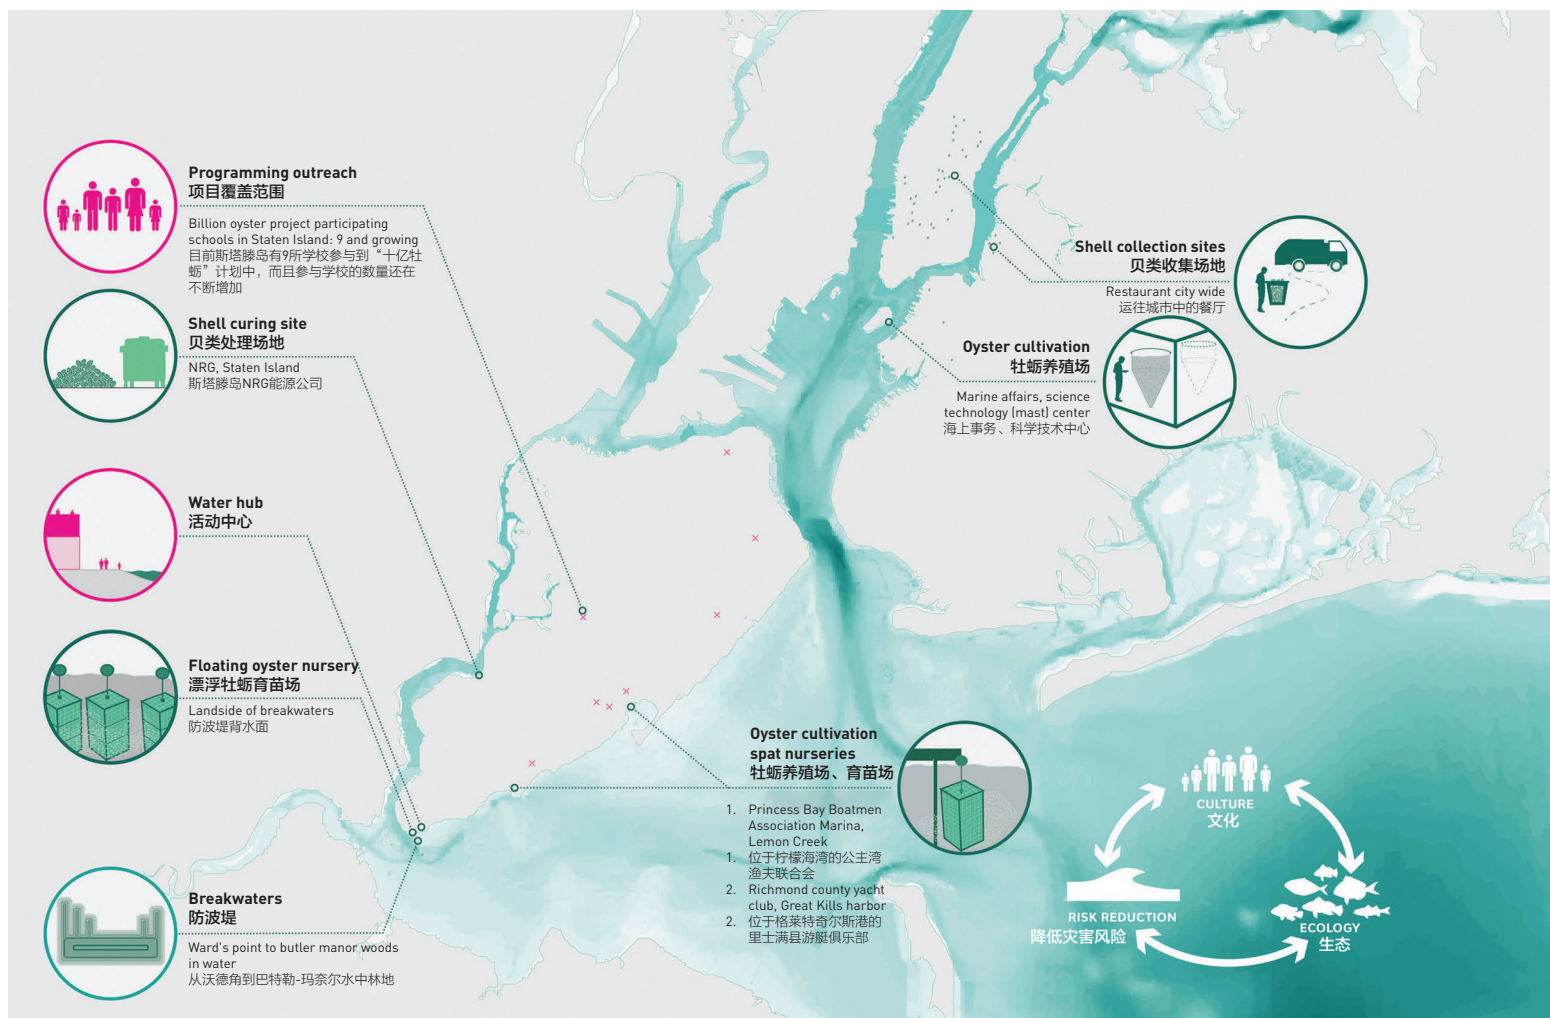 Programming outreach
项目覆盖范围
Billion oyster project participating
schools in Staten Island: 9 and growing
目前斯塔滕岛有9所学校参与到“十亿牡
蛎”计划中，而且参与学校的数量还在
不断增加
Shell curing site
贝类处理场地
NRG, Staten Island
斯塔滕岛NRG能源公司
Water hub
活动中心
Floating oyster nursery
漂浮牡蛎育苗场
Landside of breakwaters
防波堤背水面
Breakwaters
防波堤
Ward's point to butler manor woods
in water
从沃德角到巴特勒-玛奈尔水中林地
Shell collection sites
贝类收集场地
Restaurant city wide
运往城市中的餐厅
Oyster cultivation
牡蛎养殖场
Marine affairs, science
technology (mast) center
海上事务、科学技术中心
Oyster cultivation
spat nurseries
牡蛎养殖场、育苗场
1. Princess Bay Boatmen
Association Marina,
Lemon Creek
1. 位于柠檬海湾的公主湾
渔夫联合会
2. Richmond county yacht
club, Great Kills harbor
2. 位于格莱特奇尔斯港的
里士满县游艇俱乐部
CULTURE
文化
RISK REDUCTION
降低灾害风险
ECOLOGY
生态